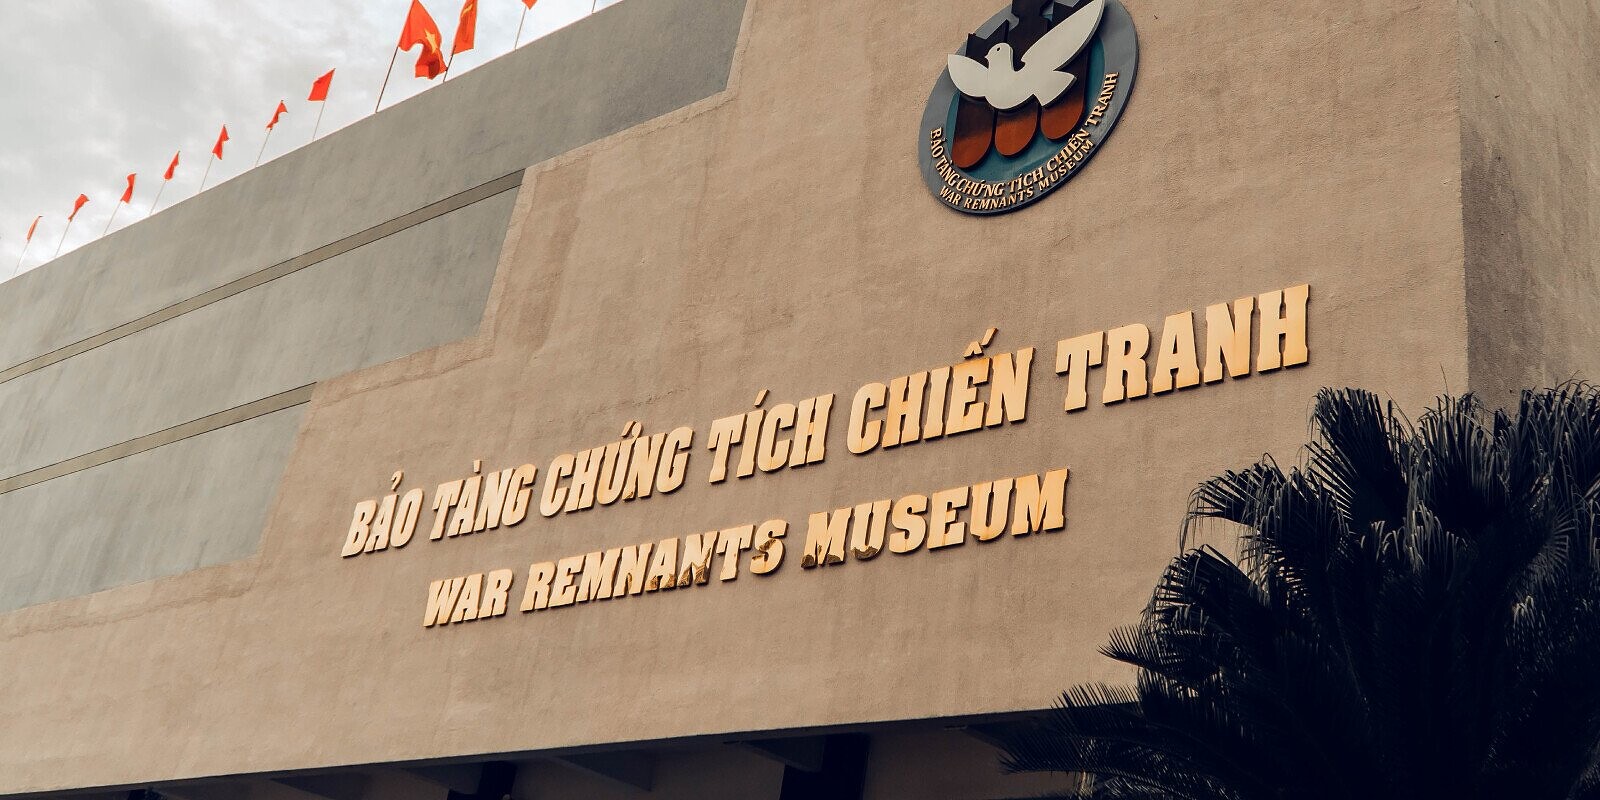 BẢO TÀNG CHỨNG TÍCH CHIẾN TRANH
WAR REMNANTS MUSEUM
BẢO TÀNG CHỨNG TÍCH CHIẾN TRANH
WAR REMNANTS MUSEUM